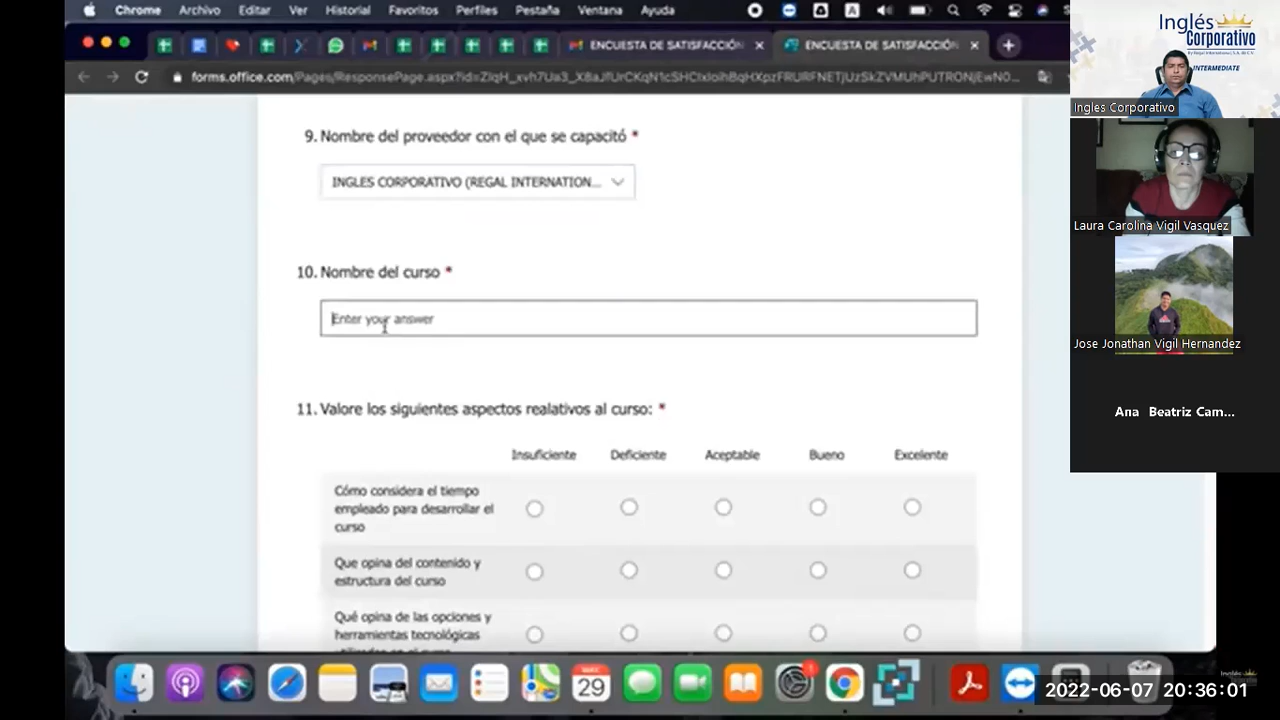 Chrome Archivo Editar Ver Historial Favoritos Perfiles Pestaña Ventana Ayuda
ENCUESTA DE SATISFACCIÓN
ENCUESTA DE SATISFACCIÓN
9. Nombre del proveedor con el que se capacitó *
INGLES CORPORATIVO (REGAL INTERNATION...
10. Nombre del curso *
Enter your answer
11. Valore los siguientes aspectos realativos al curso: *
Insuficiente Deficiente Aceptable Bueno Excelente
Cómo considera el tiempo
empleado para desarrollar el
curso
Que opina del contenido y
estructura del curso
Qué opina de las opciones y
herramientas tecnológicas
Inglés
Corporativo
INTERMEDIATE
Ingles Corporativo
Laura Carolina Vigil Vasquez
Jose Jonathan Vigil Hernandez
Ana Beatriz Cam...
29
2022-06-07 20:36:01